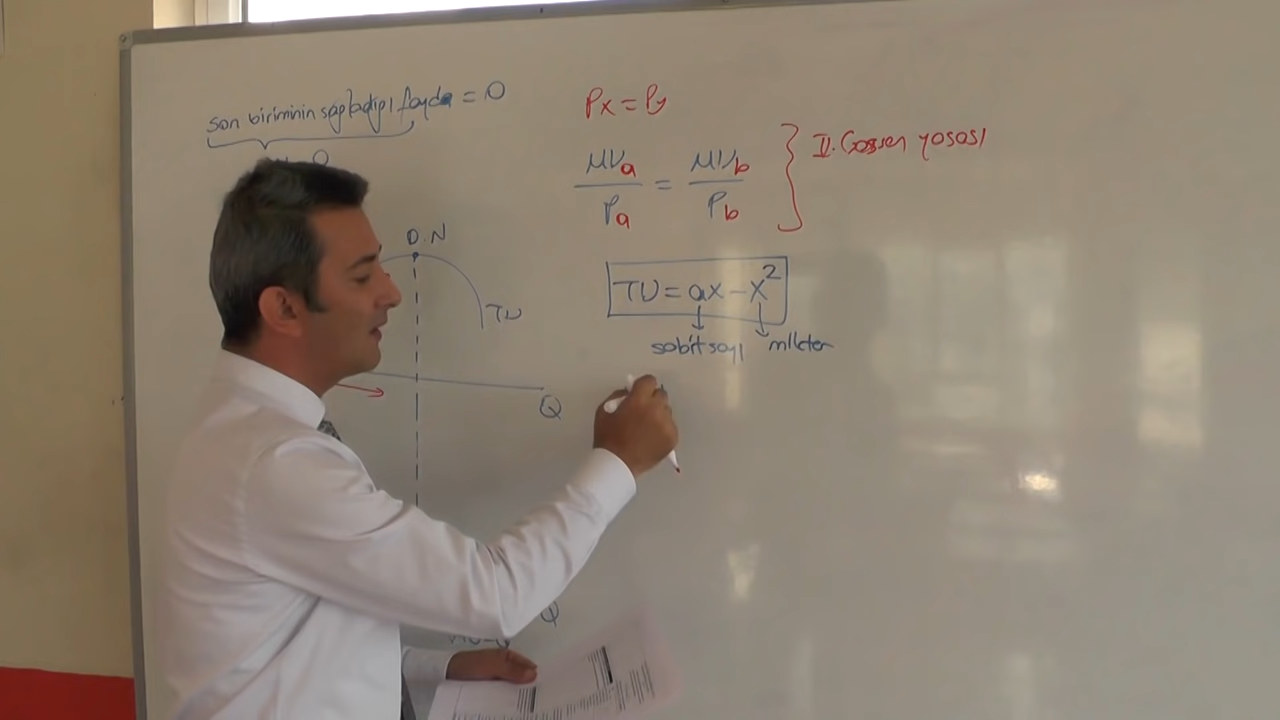 son biriminin sağladığı fayda = 0
D.N
TU
Q
Q
Px = Py
MUa / Pa = MUb / Pb
II. Gossen yasası
TU = ax - x²
sabit sayı
miktar